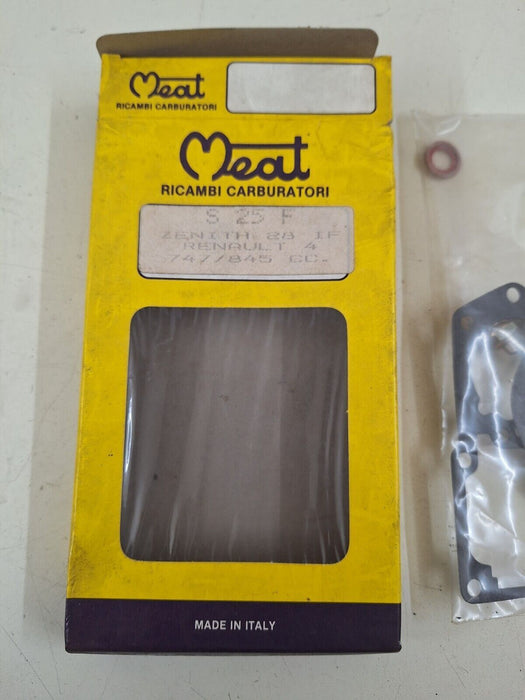 Meat
RICAMBI CARBURATORI
Meat
RICAMBI CARBURATORI
S 25 F
ZENITH 28 IF
RENAULT 4
747/845 CC.
MADE IN ITALY